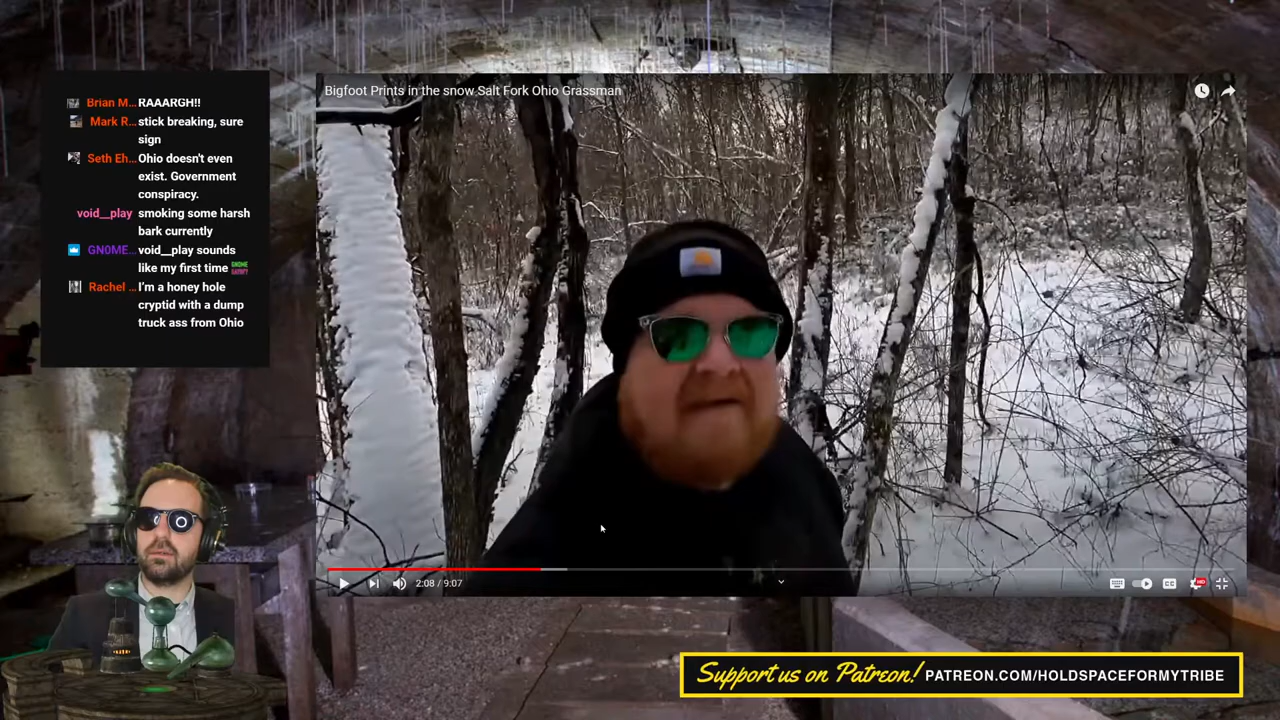 Bigfoot Prints in the snow Salt Fork Ohio Grassman
Brian M... RAAARGH!!
Mark R... stick breaking, sure
sign
Seth Eh... Ohio doesn't even
exist. Government
conspiracy.
void__play smoking some harsh
bark currently
GN0ME... void__play sounds
like my first time
Rachel ... I'm a honey hole
cryptid with a dump
truck ass from Ohio
2:08 / 9:07
CC
HD
Support us on Patreon! PATREON.COM/HOLDSPACEFORMYTRIBE